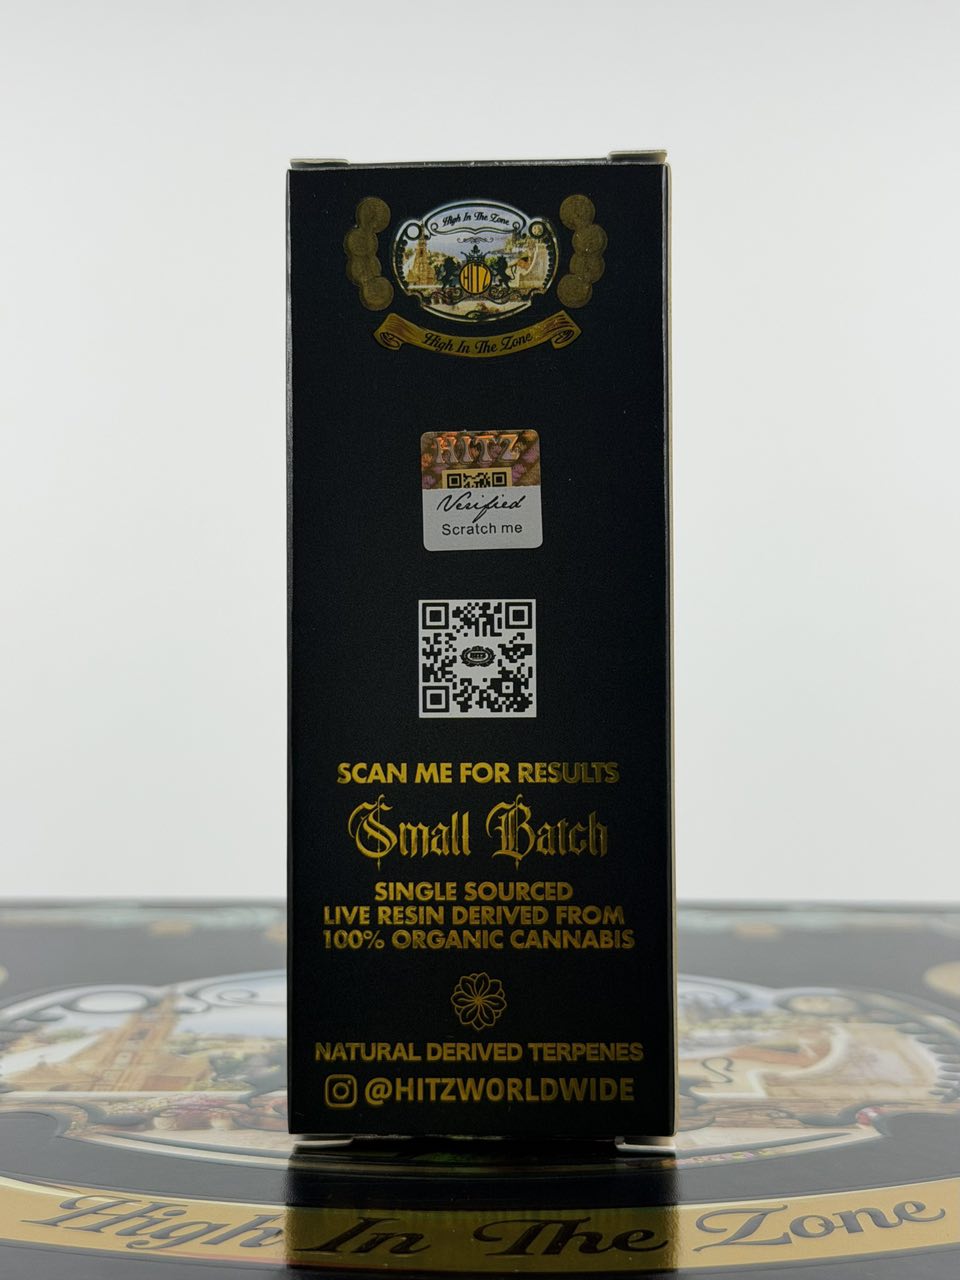 High In The Zone
HITZ
High In The Zone
HITZ
Verified
Scratch me
SCAN ME FOR RESULTS
Small Batch
SINGLE SOURCED
LIVE RESIN DERIVED FROM
100% ORGANIC CANNABIS
NATURAL DERIVED TERPENES
@HITZWORLDWIDE
High In The Zone